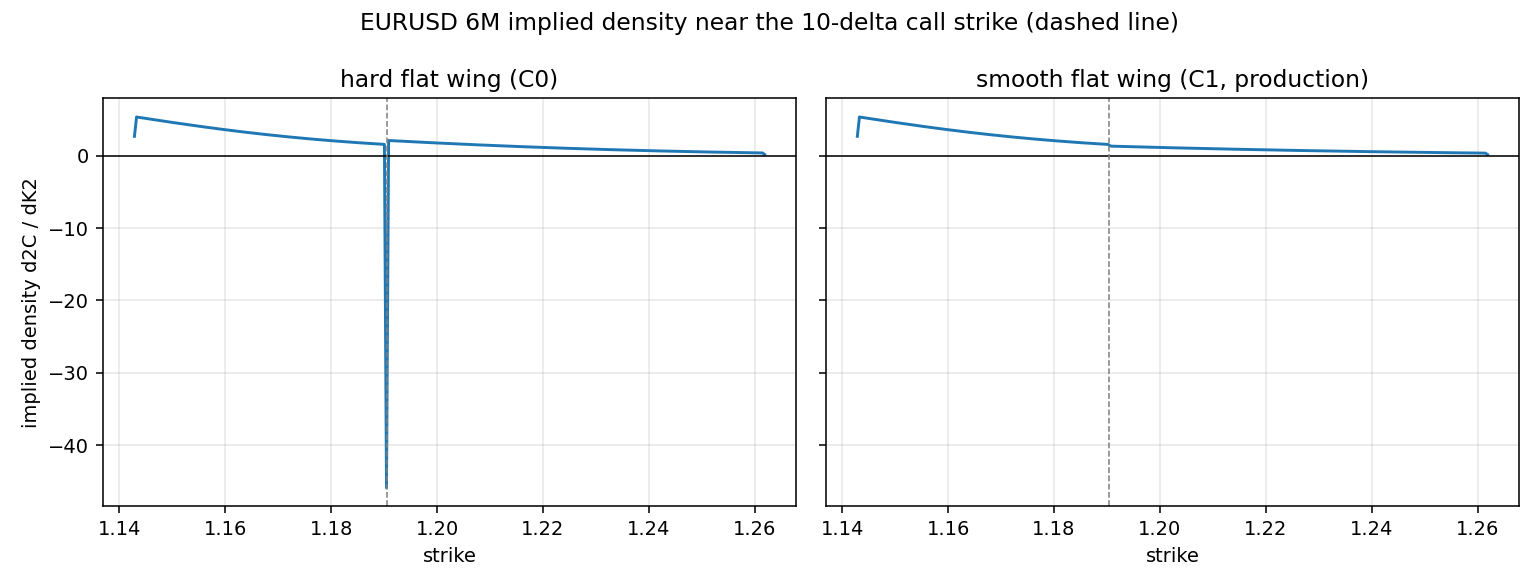 EURUSD 6M implied density near the 10-delta call strike (dashed line)
hard flat wing (C0)
smooth flat wing (C1, production)
implied density d2C / dK2
0
−10
−20
−30
−40
1.14 1.16 1.18 1.20 1.22 1.24 1.26
strike
1.14 1.16 1.18 1.20 1.22 1.24 1.26
strike